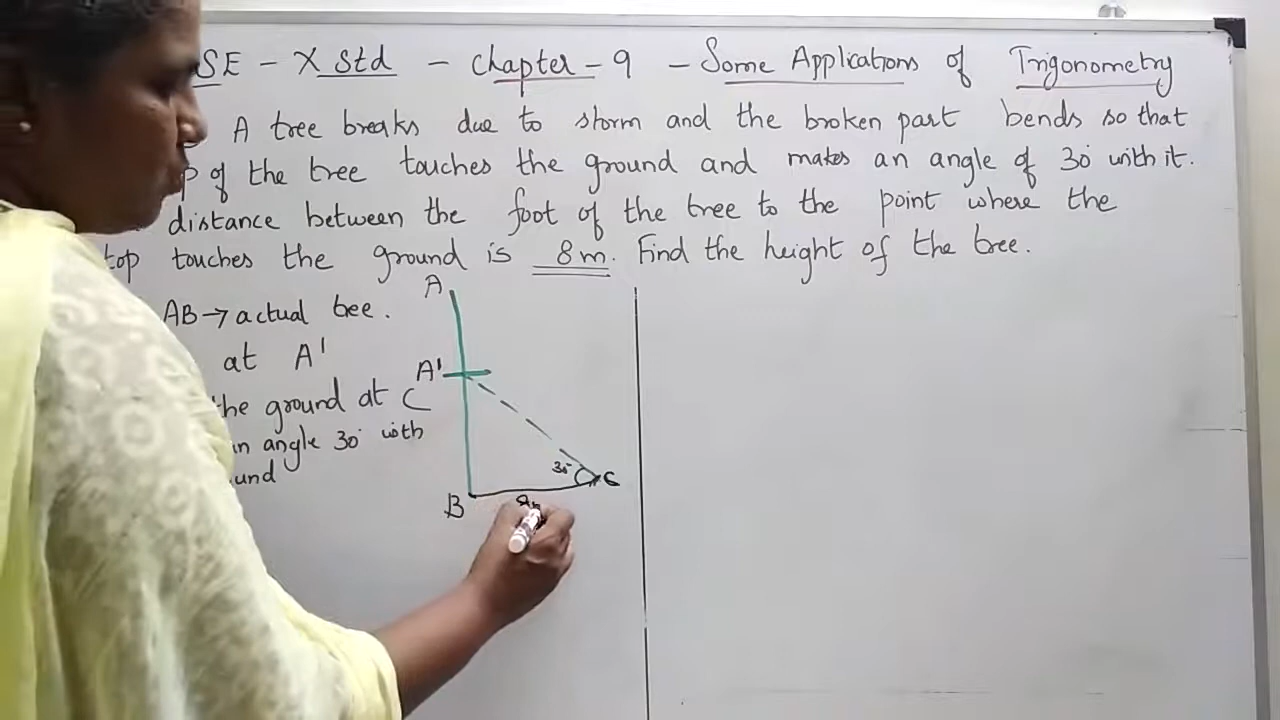 SE - X Std - Chapter - 9 - Some Applications of Trigonometry
A tree breaks due to storm and the broken part bends so that
p of the tree touches the ground and makes an angle of 30° with it.
distance between the foot of the tree to the point where the
top touches the ground is 8m. Find the height of the tree.
A
AB → actual tree.
at A'
A'
the ground at C
in angle 30° with
und
30°
C
B
8m